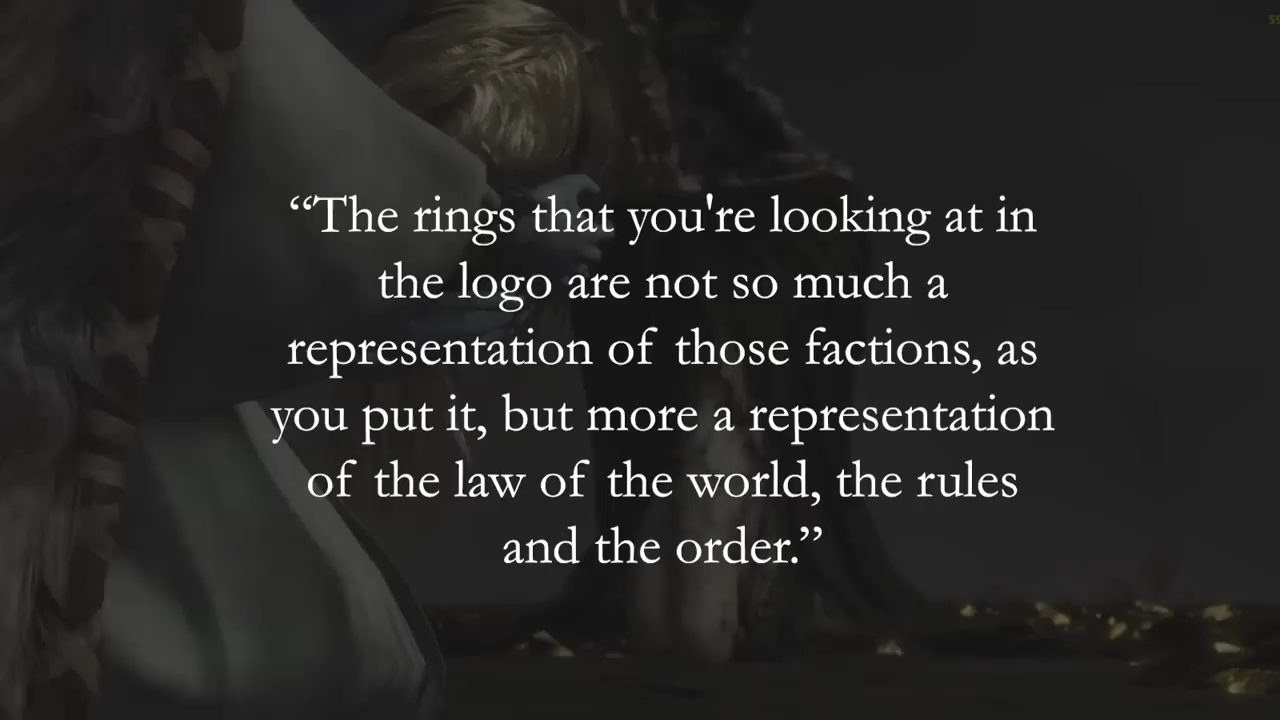 “The rings that you're looking at in
the logo are not so much a
representation of those factions, as
you put it, but more a representation
of the law of the world, the rules
and the order.”